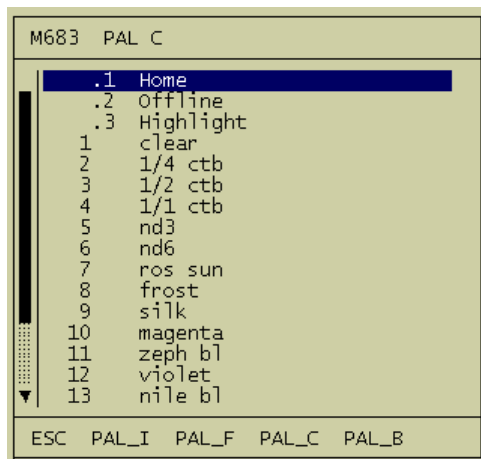 M683 PAL C
.1 Home
.2 Offline
.3 Highlight
1 clear
2 1/4 ctb
3 1/2 ctb
4 1/1 ctb
5 nd3
6 nd6
7 ros sun
8 frost
9 silk
10 magenta
11 zeph bl
12 violet
13 nile bl
ESC PAL_I PAL_F PAL_C PAL_B